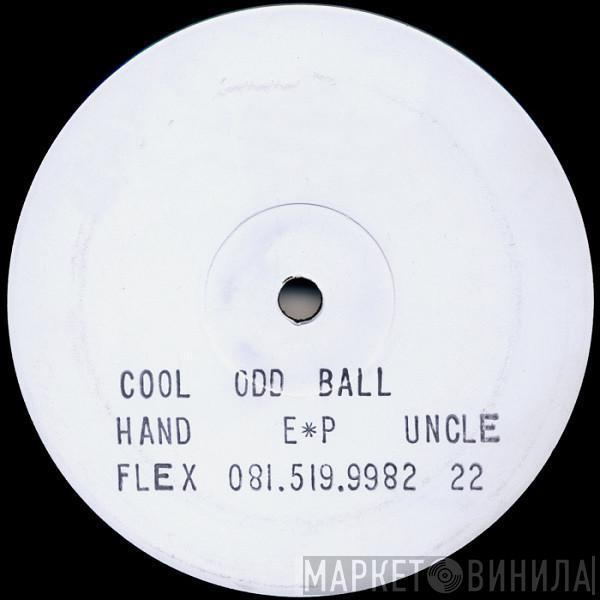 COOL ODD BALL
HAND E*P UNCLE
FLEX 081.519.9982 22
МАРКЕТ ВИНИЛА